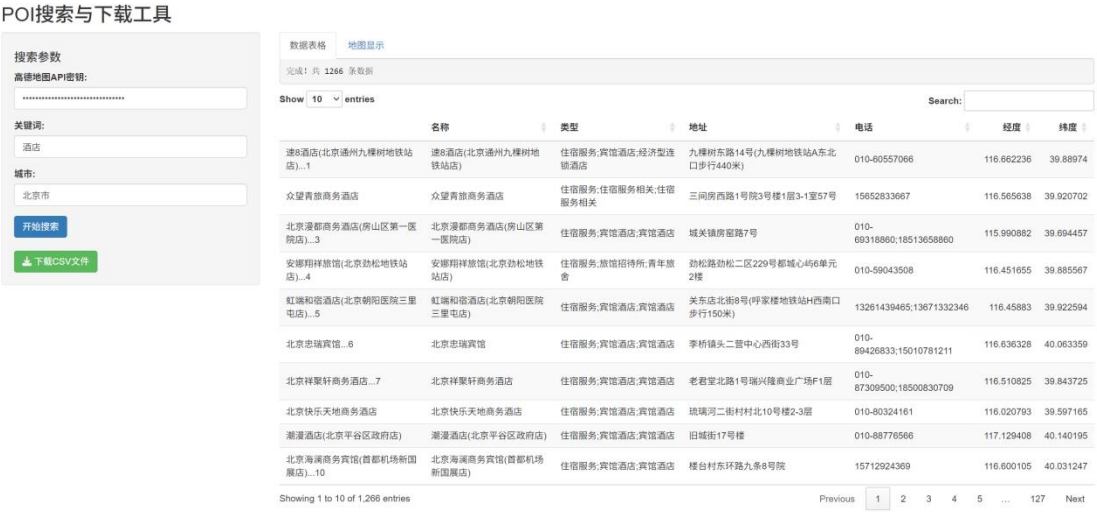 POI搜索与下载工具
搜索参数
高德地图API密钥:
关键词:
酒店
城市:
北京市
开始搜索
下载CSV文件
数据表格 地图显示
完成! 共 1266 条数据
Show 10 entries Search:
名称 类型 地址 电话 经度 纬度
速8酒店(北京通州九棵树地铁站 速8酒店(北京通州九棵树地 住宿服务;宾馆酒店;经济型连 九棵树东路14号(九棵树地铁站A东北 010-60557066 116.662236 39.88974
店)...1 铁站店) 锁酒店 口步行440米)
众望青旅商务酒店 众望青旅商务酒店 住宿服务;住宿服务相关;住宿 三间房西路1号院3号楼1层3-1室57号 15652833667 116.565638 39.920702
服务相关
北京漫都商务酒店(房山区第一医 北京漫都商务酒店(房山区第 住宿服务;宾馆酒店;宾馆酒店 城关镇房窑路7号 010- 115.990882 39.694457
院店)...3 一医院店) 69318860;18513658860
安娜翔祥旅馆(北京劲松地铁站 安娜翔祥旅馆(北京劲松地铁 住宿服务;旅馆招待所;青年旅 劲松路劲松二区229号都城心屿6单元 010-59043508 116.451655 39.885567
店)...4 站店) 舍 2楼
虹端和宿酒店(北京朝阳医院三里 虹端和宿酒店(北京朝阳医院 住宿服务;宾馆酒店;宾馆酒店 关东店北街8号(呼家楼地铁站H西南口 13261439465;13671332346 116.45883 39.922594
屯店)...5 三里屯店) 步行150米)
北京忠瑞宾馆...6 北京忠瑞宾馆 住宿服务;宾馆酒店;宾馆酒店 李桥镇头二营中心西街33号 010- 116.636328 40.063359
89426833;15010781211
北京祥聚轩商务酒店...7 北京祥聚轩商务酒店 住宿服务;宾馆酒店;宾馆酒店 老君堂北路1号瑞兴隆商业广场F1层 010- 116.510825 39.843725
87309500;18500830709
北京快乐天地商务酒店 北京快乐天地商务酒店 住宿服务;宾馆酒店;宾馆酒店 琉璃河二街村村北10号楼2-3层 010-80324161 116.020793 39.597165
潮漫酒店(北京平谷区政府店) 潮漫酒店(北京平谷区政府店) 住宿服务;宾馆酒店;宾馆酒店 旧城街17号楼 010-88776566 117.129408 40.140195
北京海澜商务宾馆(首都机场新国 北京海澜商务宾馆(首都机场 住宿服务;宾馆酒店;宾馆酒店 楼台村东环路九条8号院 15712924369 116.600105 40.031247
展店)...10 新国展店)
Showing 1 to 10 of 1,266 entries Previous 1 2 3 4 5 ... 127 Next